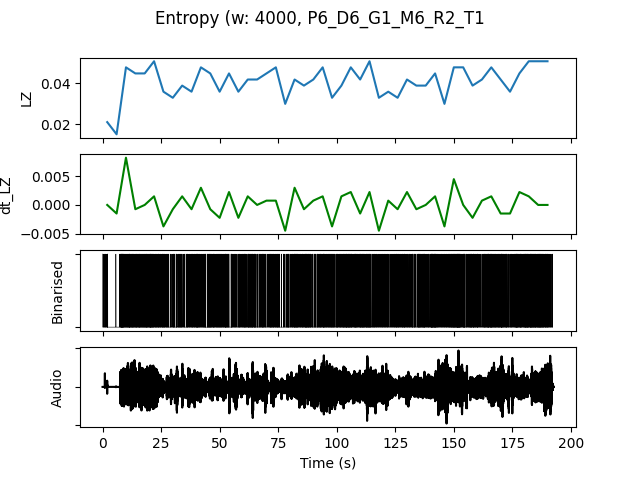 Entropy (w: 4000, P6_D6_G1_M6_R2_T1
LZ
0.04
0.02
dt_LZ
0.005
0.000
−0.005
Binarised
Audio
0 25 50 75 100 125 150 175 200
Time (s)